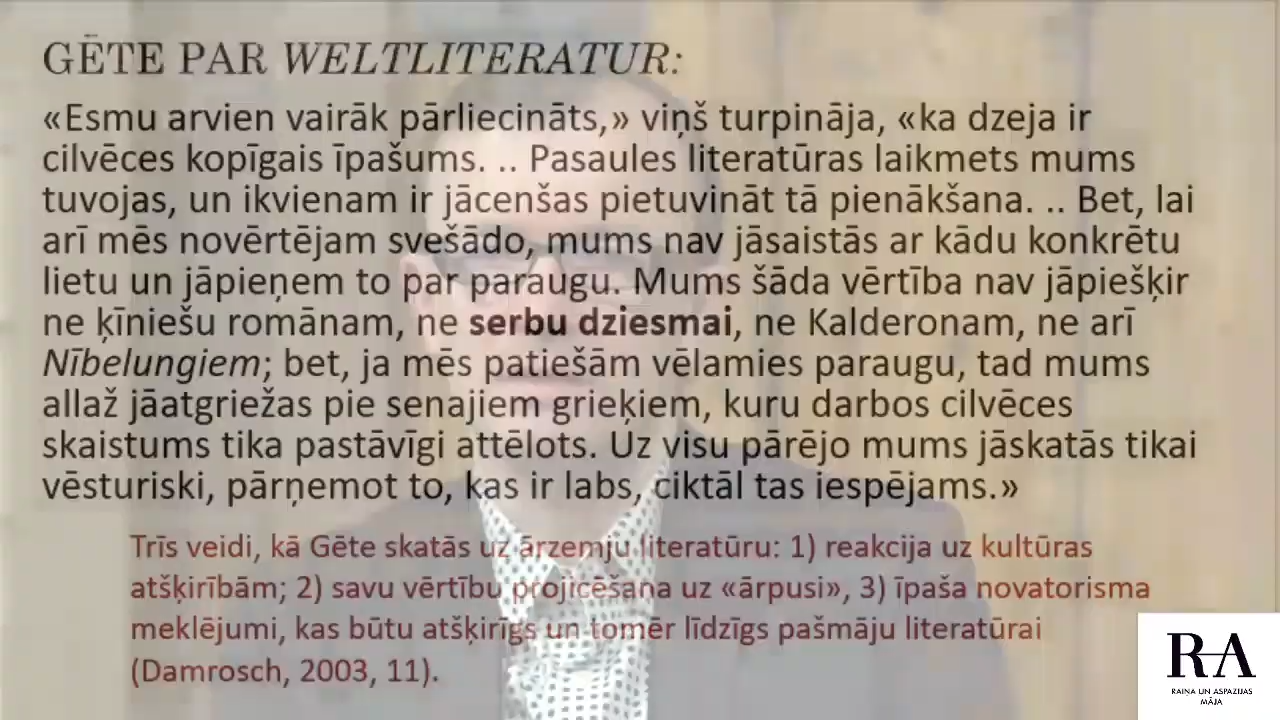 GĒTE PAR WELTLITERATUR:
«Esmu arvien vairāk pārliecināts,» viņš turpināja, «ka dzeja ir
cilvēces kopīgais īpašums. .. Pasaules literatūras laikmets mums
tuvojas, un ikvienam ir jācenšas pietuvināt tā pienākšana. .. Bet, lai
arī mēs novērtējam svešādo, mums nav jāsaistās ar kādu konkrētu
lietu un jāpieņem to par paraugu. Mums šāda vērtība nav jāpiešķir
ne ķīniešu romānam, ne serbu dziesmai, ne Kalderonam, ne arī
Nībelungiem; bet, ja mēs patiešām vēlamies paraugu, tad mums
allaž jāatgriežas pie senajiem grieķiem, kuru darbos cilvēces
skaistums tika pastāvīgi attēlots. Uz visu pārējo mums jāskatās tikai
vēsturiski, pārņemot to, kas ir labs, ciktāl tas iespējams.»
Trīs veidi, kā Gēte skatās uz ārzemju literatūru: 1) reakcija uz kultūras
atšķirībām; 2) savu vērtību projicēšana uz «ārpusi», 3) īpaša novatorisma
meklējumi, kas būtu atšķirīgs un tomēr līdzīgs pašmāju literatūrai
(Damrosch, 2003, 11).
RA
RAIŅA UN ASPAZIJAS
MĀJA